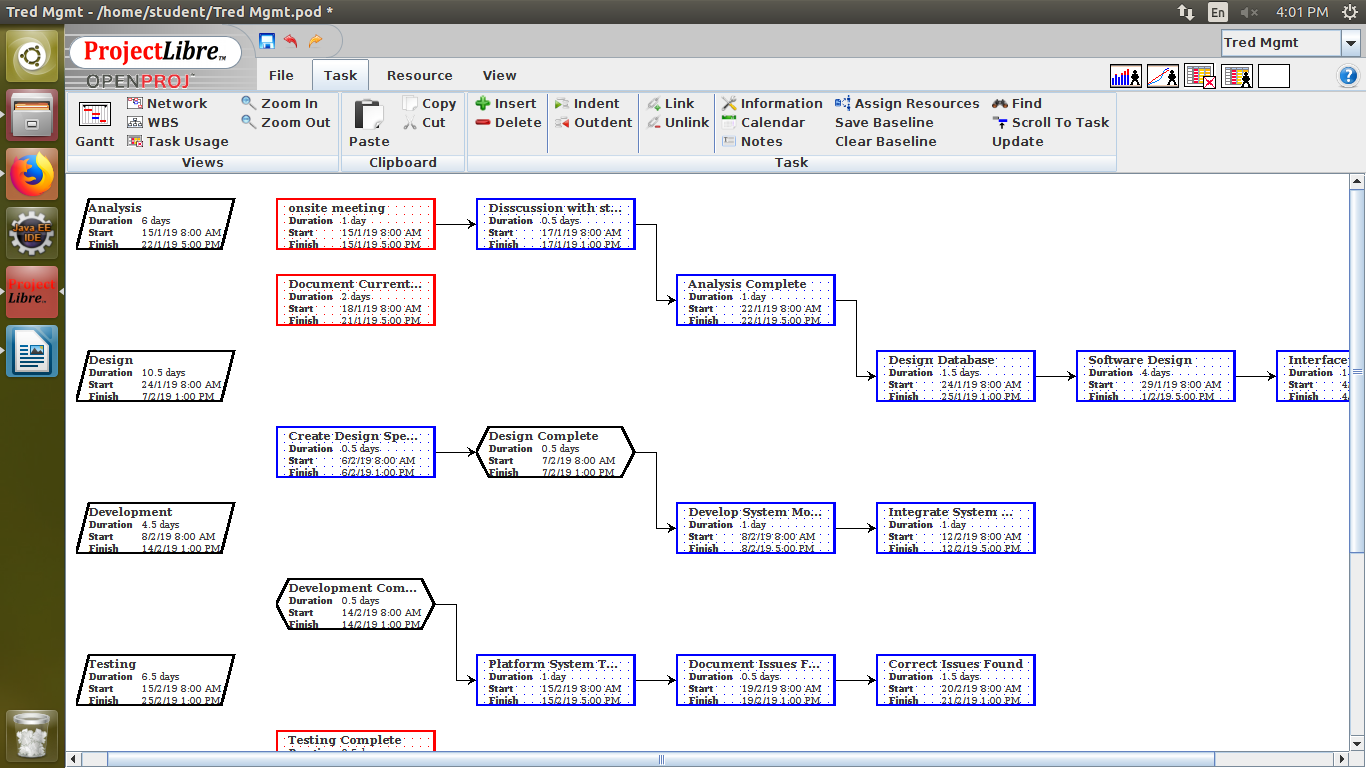 Tred Mgmt - /home/student/Tred Mgmt.pod *
En
4:01 PM
ProjectLibre™
OPENPROJ
Tred Mgmt
File Task Resource View
?
Gantt
Network
WBS
Task Usage
Zoom In
Zoom Out
Views
Paste
Copy
Cut
Clipboard
Insert
Delete
Indent
Outdent
Link
Unlink
Information
Calendar
Notes
Assign Resources
Save Baseline
Clear Baseline
Find
Scroll To Task
Update
Task
Java EE
IDE
Project
Libre
Analysis
Duration 6 days
Start 15/1/19 8:00 AM
Finish 22/1/19 5:00 PM
onsite meeting
Duration 1 day
Start 15/1/19 8:00 AM
Finish 15/1/19 5:00 PM
Disscussion with st...
Duration 0.5 days
Start 17/1/19 8:00 AM
Finish 17/1/19 1:00 PM
Document Current...
Duration 2 days
Start 18/1/19 8:00 AM
Finish 21/1/19 5:00 PM
Analysis Complete
Duration 1 day
Start 22/1/19 8:00 AM
Finish 22/1/19 5:00 PM
Design
Duration 10.5 days
Start 24/1/19 8:00 AM
Finish 7/2/19 1:00 PM
Design Database
Duration 1.5 days
Start 24/1/19 8:00 AM
Finish 25/1/19 1:00 PM
Software Design
Duration 4 days
Start 29/1/19 8:00 AM
Finish 1/2/19 5:00 PM
Interface
Duration
Start
Finish
Create Design Spe...
Duration 0.5 days
Start 6/2/19 8:00 AM
Finish 6/2/19 1:00 PM
Design Complete
Duration 0.5 days
Start 7/2/19 8:00 AM
Finish 7/2/19 1:00 PM
Development
Duration 4.5 days
Start 8/2/19 8:00 AM
Finish 14/2/19 1:00 PM
Develop System Mo...
Duration 1 day
Start 8/2/19 8:00 AM
Finish 8/2/19 5:00 PM
Integrate System ...
Duration 1 day
Start 12/2/19 8:00 AM
Finish 12/2/19 5:00 PM
Development Com...
Duration 0.5 days
Start 14/2/19 8:00 AM
Finish 14/2/19 1:00 PM
Testing
Duration 6.5 days
Start 15/2/19 8:00 AM
Finish 25/2/19 1:00 PM
Platform System T...
Duration 1 day
Start 15/2/19 8:00 AM
Finish 15/2/19 5:00 PM
Document Issues F...
Duration 0.5 days
Start 19/2/19 8:00 AM
Finish 19/2/19 1:00 PM
Correct Issues Found
Duration 1.5 days
Start 20/2/19 8:00 AM
Finish 21/2/19 1:00 PM
Testing Complete